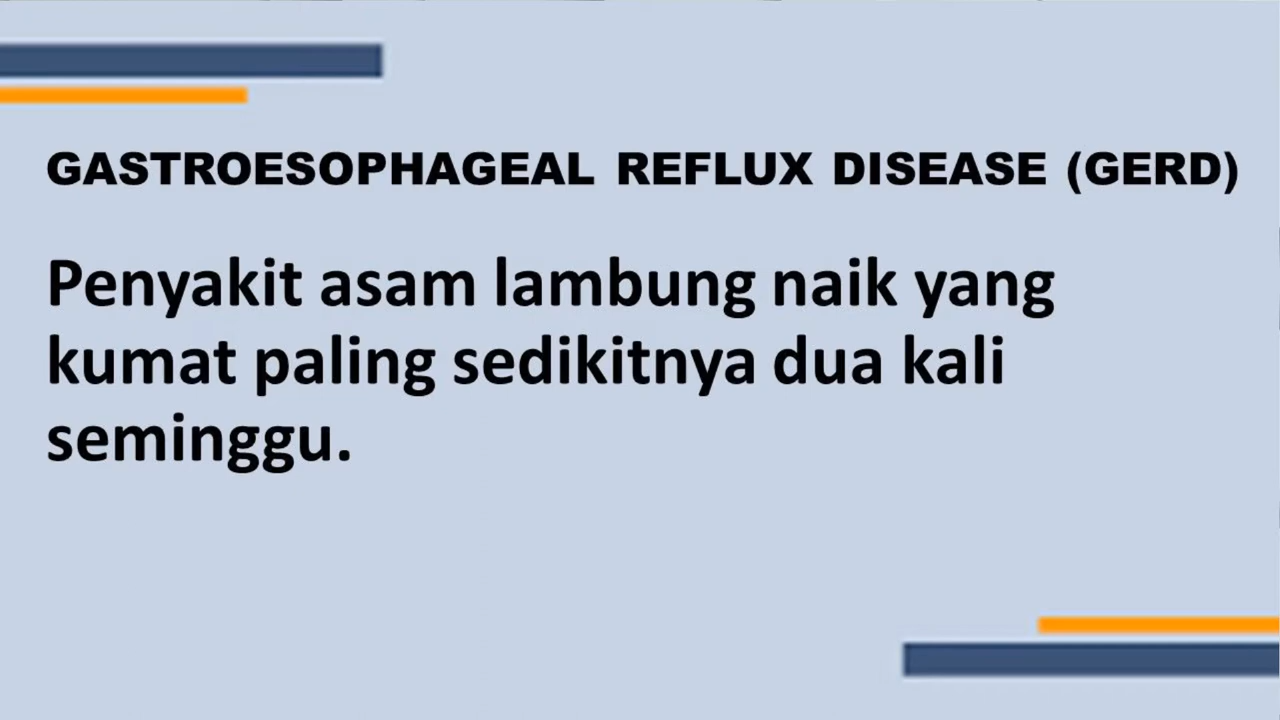 GASTROESOPHAGEAL REFLUX DISEASE (GERD)
Penyakit asam lambung naik yang
kumat paling sedikitnya dua kali
seminggu.